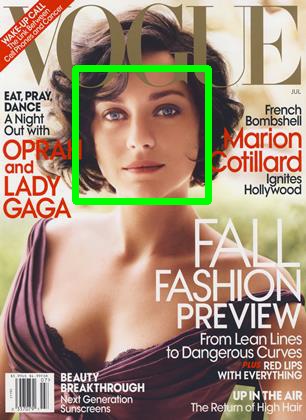 WAKE-UP CALL
The Link Between
Cell Phones and Cancer
VOGUE
JUL
EAT, PRAY,
DANCE
A Night
Out with
OPRAH
and
LADY
GAGA
French
Bombshell
Marion
Cotillard
Ignites
Hollywood
FALL
FASHION
PREVIEW
From Lean Lines
to Dangerous Curves
PLUS RED LIPS
WITH EVERYTHING
BEAUTY
BREAKTHROUGH
Next Generation
Sunscreens
UP IN THE AIR
The Return of High Hair